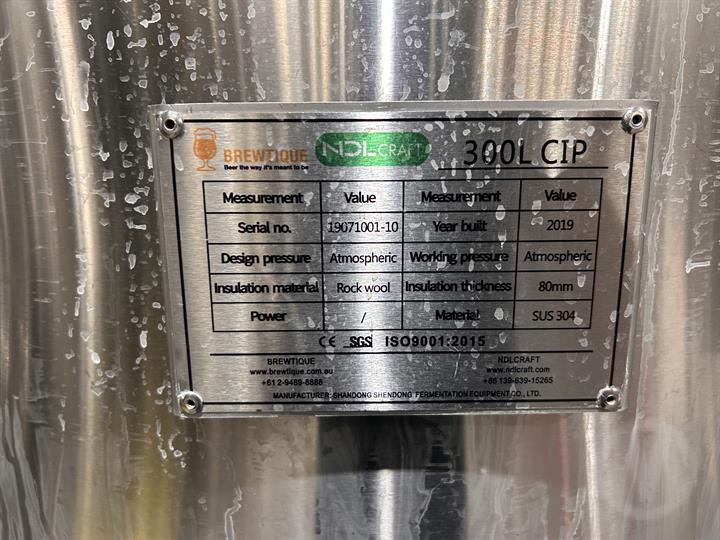 BREWTIQUE NDL CRAFT 300L CIP
Beer the way it's meant to be
Measurement Value Measurement Value
Serial no. 19071001-10 Year built 2019
Design pressure Atmospheric Working pressure Atmospheric
Insulation material Rock wool Insulation thickness 80mm
Power / Material SUS 304
CE SGS ISO9001:2015
BREWTIQUE NDLCRAFT
www.brewtique.com.au www.ndlcraft.com
+61 2-9489-8888 +86 139-639-15265
MANUFACTURER: SHANDONG SHENDONG FERMENTATION EQUIPMENT CO., LTD.